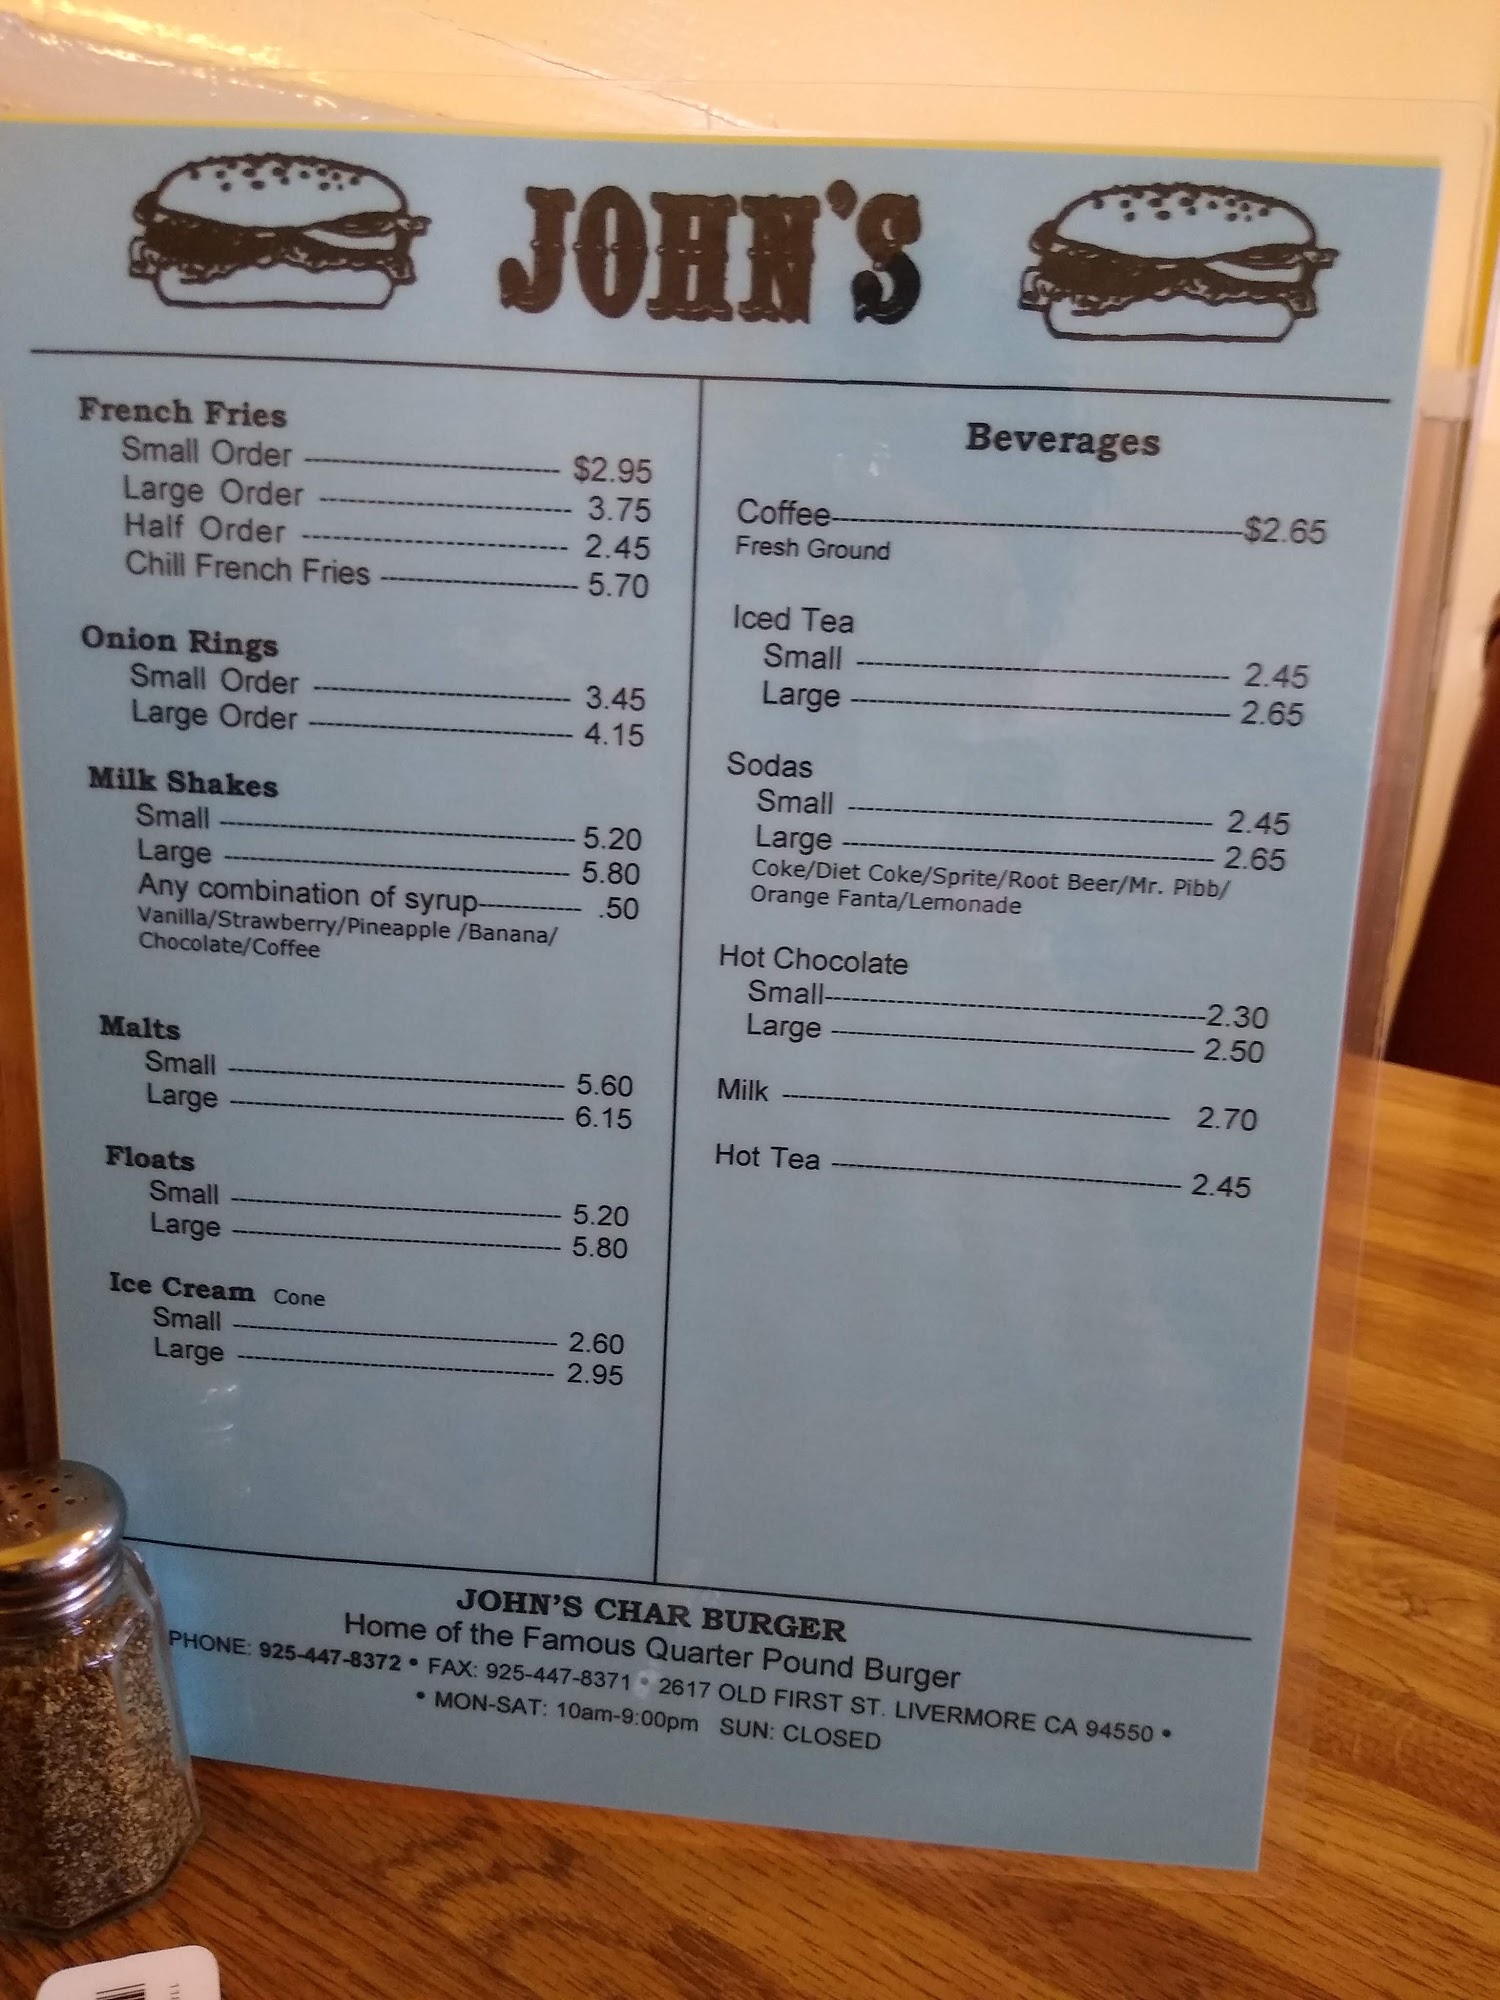 JOHN'S
French Fries
Small Order ---------- $2.95
Large Order ---------- 3.75
Half Order ---------- 2.45
Chill French Fries ---------- 5.70
Onion Rings
Small Order ---------- 3.45
Large Order ---------- 4.15
Milk Shakes
Small ---------- 5.20
Large ---------- 5.80
Any combination of syrup---------- .50
Vanilla/Strawberry/Pineapple /Banana/
Chocolate/Coffee
Malts
Small ---------- 5.60
Large ---------- 6.15
Floats
Small ---------- 5.20
Large ---------- 5.80
Ice Cream Cone
Small ---------- 2.60
Large ---------- 2.95
Beverages
Coffee----------$2.65
Fresh Ground
Iced Tea
Small ---------- 2.45
Large ---------- 2.65
Sodas
Small ---------- 2.45
Large ---------- 2.65
Coke/Diet Coke/Sprite/Root Beer/Mr. Pibb/
Orange Fanta/Lemonade
Hot Chocolate
Small----------2.30
Large ---------- 2.50
Milk ---------- 2.70
Hot Tea ---------- 2.45
JOHN'S CHAR BURGER
Home of the Famous Quarter Pound Burger
PHONE: 925-447-8372 • FAX: 925-447-8371 • 2617 OLD FIRST ST. LIVERMORE CA 94550 •
• MON-SAT: 10am-9:00pm SUN: CLOSED